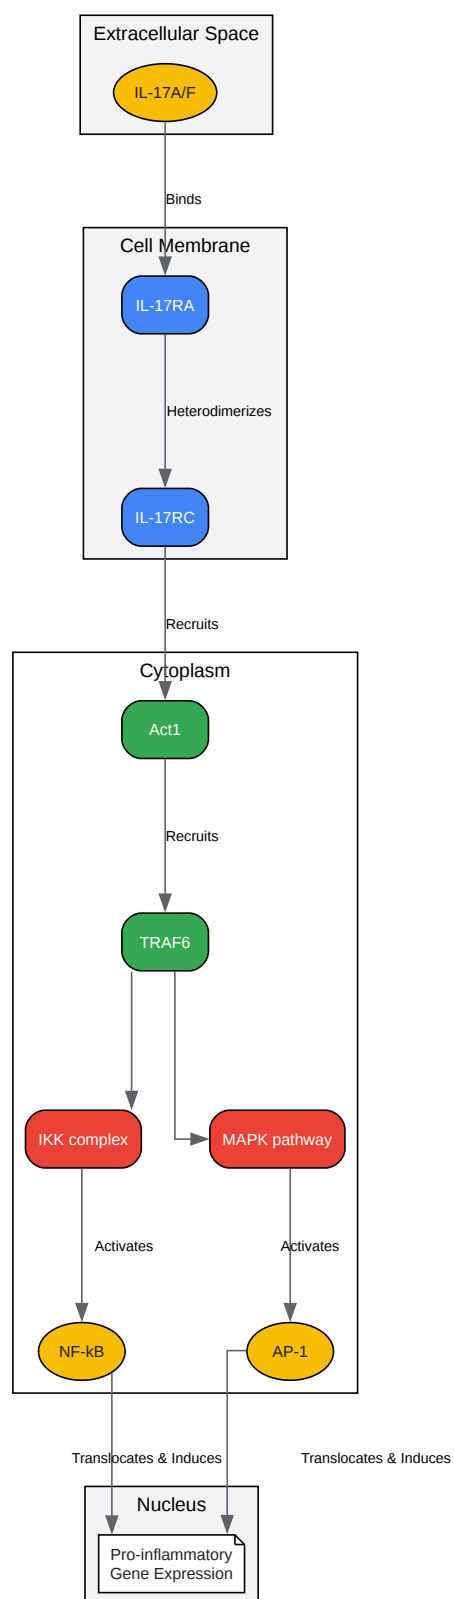 Extracellular Space
IL-17A/F
Binds
Cell Membrane
IL-17RA
Heterodimerizes
IL-17RC
Recruits
Cytoplasm
Act1
Recruits
TRAF6
IKK complex
MAPK pathway
Activates
Activates
NF-kB
AP-1
Translocates & Induces
Translocates & Induces
Nucleus
Pro-inflammatory
Gene Expression